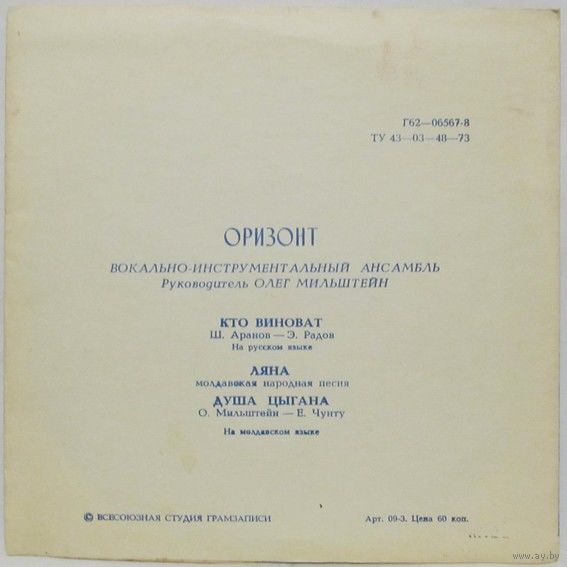 Г62—06567-8
ТУ 43—03—48—73
ОРИЗОНТ
ВОКАЛЬНО-ИНСТРУМЕНТАЛЬНЫЙ АНСАМБЛЬ
Руководитель ОЛЕГ МИЛЬШТЕЙН
КТО ВИНОВАТ
Ш. Аранов — Э. Радов
На русском языке
ЛЯНА
молдавская народная песня
ДУША ЦЫГАНА
О. Мильштейн — Е. Чунту
На молдавском языке
© ВСЕСОЮЗНАЯ СТУДИЯ ГРАМЗАПИСИ
Арт. 09-3. Цена 60 коп.
www.ay.by